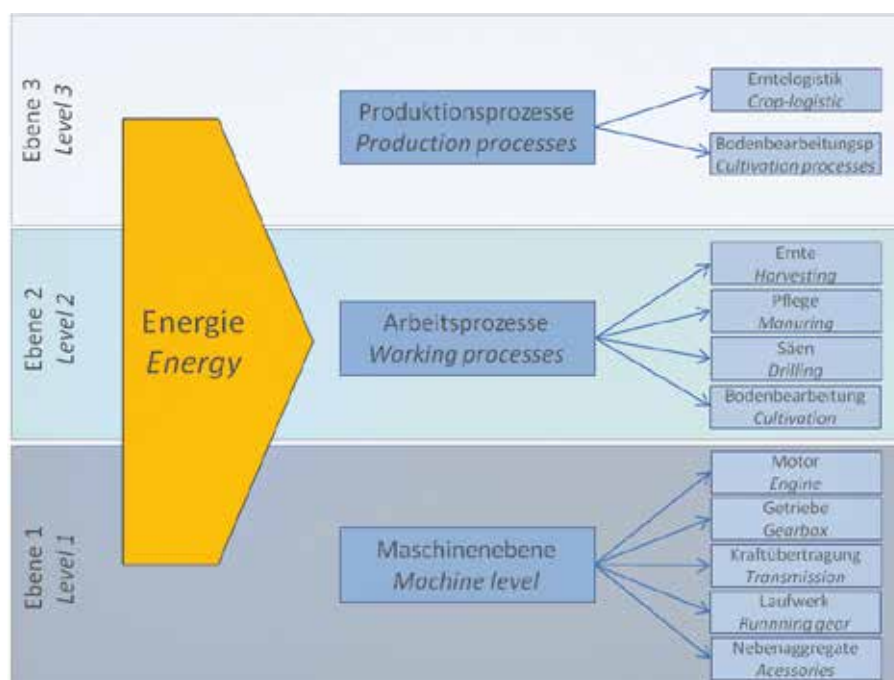 Ebene 3
Level 3
Produktionsprozesse
Production processes
Erntelogistik
Crop-logistic
Bodenbearbeitungsp
Cultivation processes
Ebene 2
Level 2
Energie
Energy
Arbeitsprozesse
Working processes
Ernte
Harvesting
Pflege
Manuring
Säen
Drilling
Bodenbearbeitung
Cultivation
Ebene 1
Level 1
Maschinenebene
Machine level
Motor
Engine
Getriebe
Gearbox
Kraftübertragung
Transmission
Laufwerk
Runnning gear
Nebenaggregate
Acessories